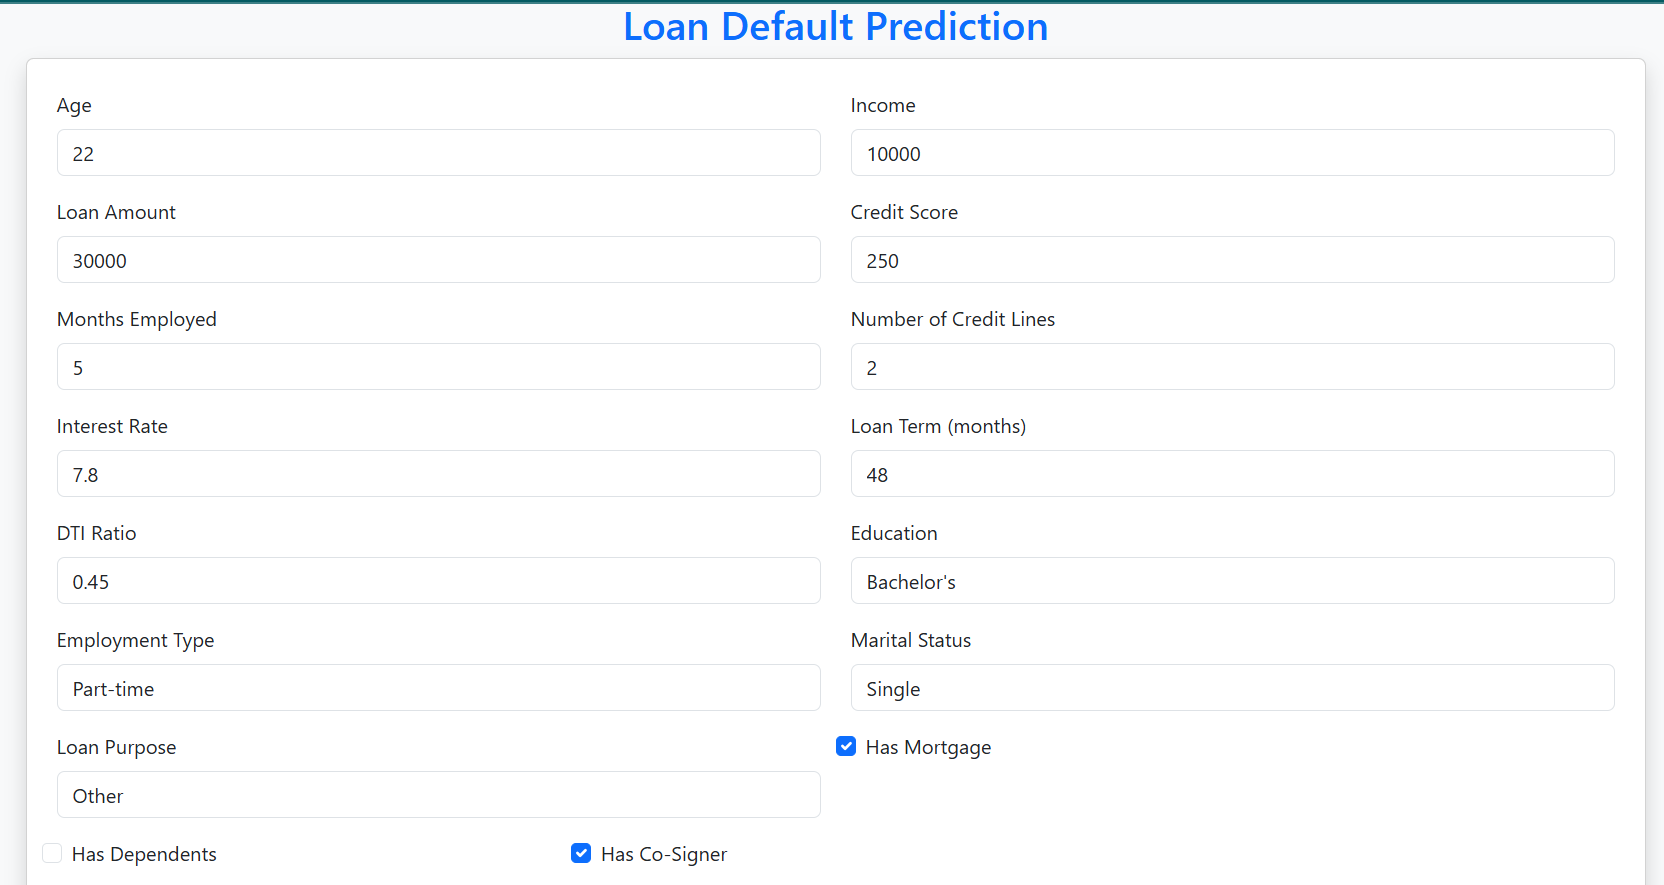 Loan Default Prediction
Age
22
Income
10000
Loan Amount
30000
Credit Score
250
Months Employed
5
Number of Credit Lines
2
Interest Rate
7.8
Loan Term (months)
48
DTI Ratio
0.45
Education
Bachelor's
Employment Type
Part-time
Marital Status
Single
Loan Purpose
Other
Has Mortgage
Has Dependents
Has Co-Signer